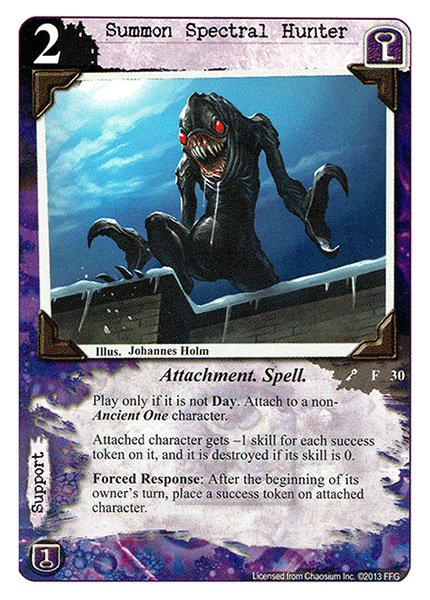 2
Summon Spectral Hunter
Illus. Johannes Holm
Attachment. Spell.
F 30
Play only if it is not Day. Attach to a non-
Ancient One character.
Attached character gets –1 skill for each success
token on it, and it is destroyed if its skill is 0.
Forced Response: After the beginning of its
owner's turn, place a success token on attached
character.
Support
1
Licensed from Chaosium Inc. ©2013 FFG